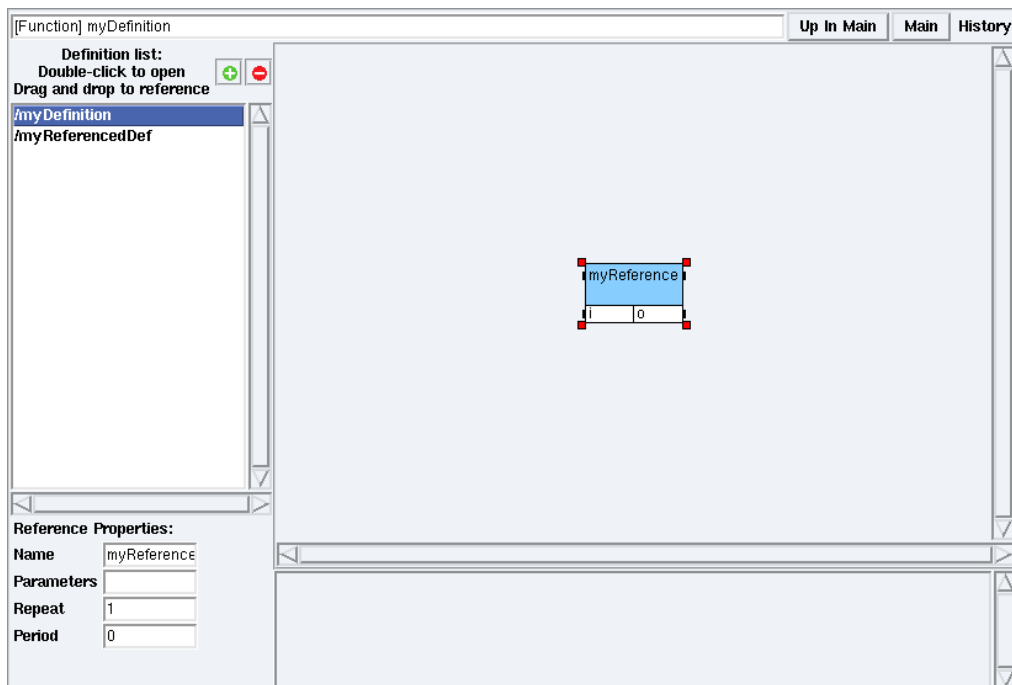 [Function] myDefinition
Up In Main
Main
History
Definition list:
Double-click to open
Drag and drop to reference
/myDefinition
/myReferencedDef
myReference
i
o
Reference Properties:
Name
myReference
Parameters
Repeat
1
Period
0